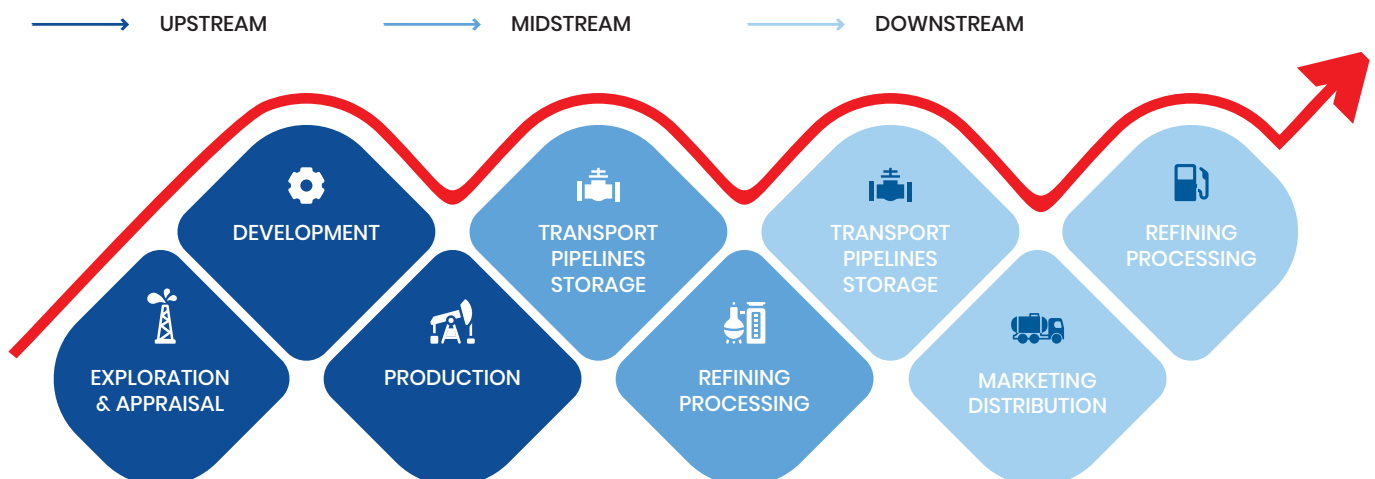 UPSTREAM
MIDSTREAM
DOWNSTREAM
EXPLORATION
& APPRAISAL
DEVELOPMENT
PRODUCTION
TRANSPORT
PIPELINES
STORAGE
REFINING
PROCESSING
TRANSPORT
PIPELINES
STORAGE
MARKETING
DISTRIBUTION
REFINING
PROCESSING